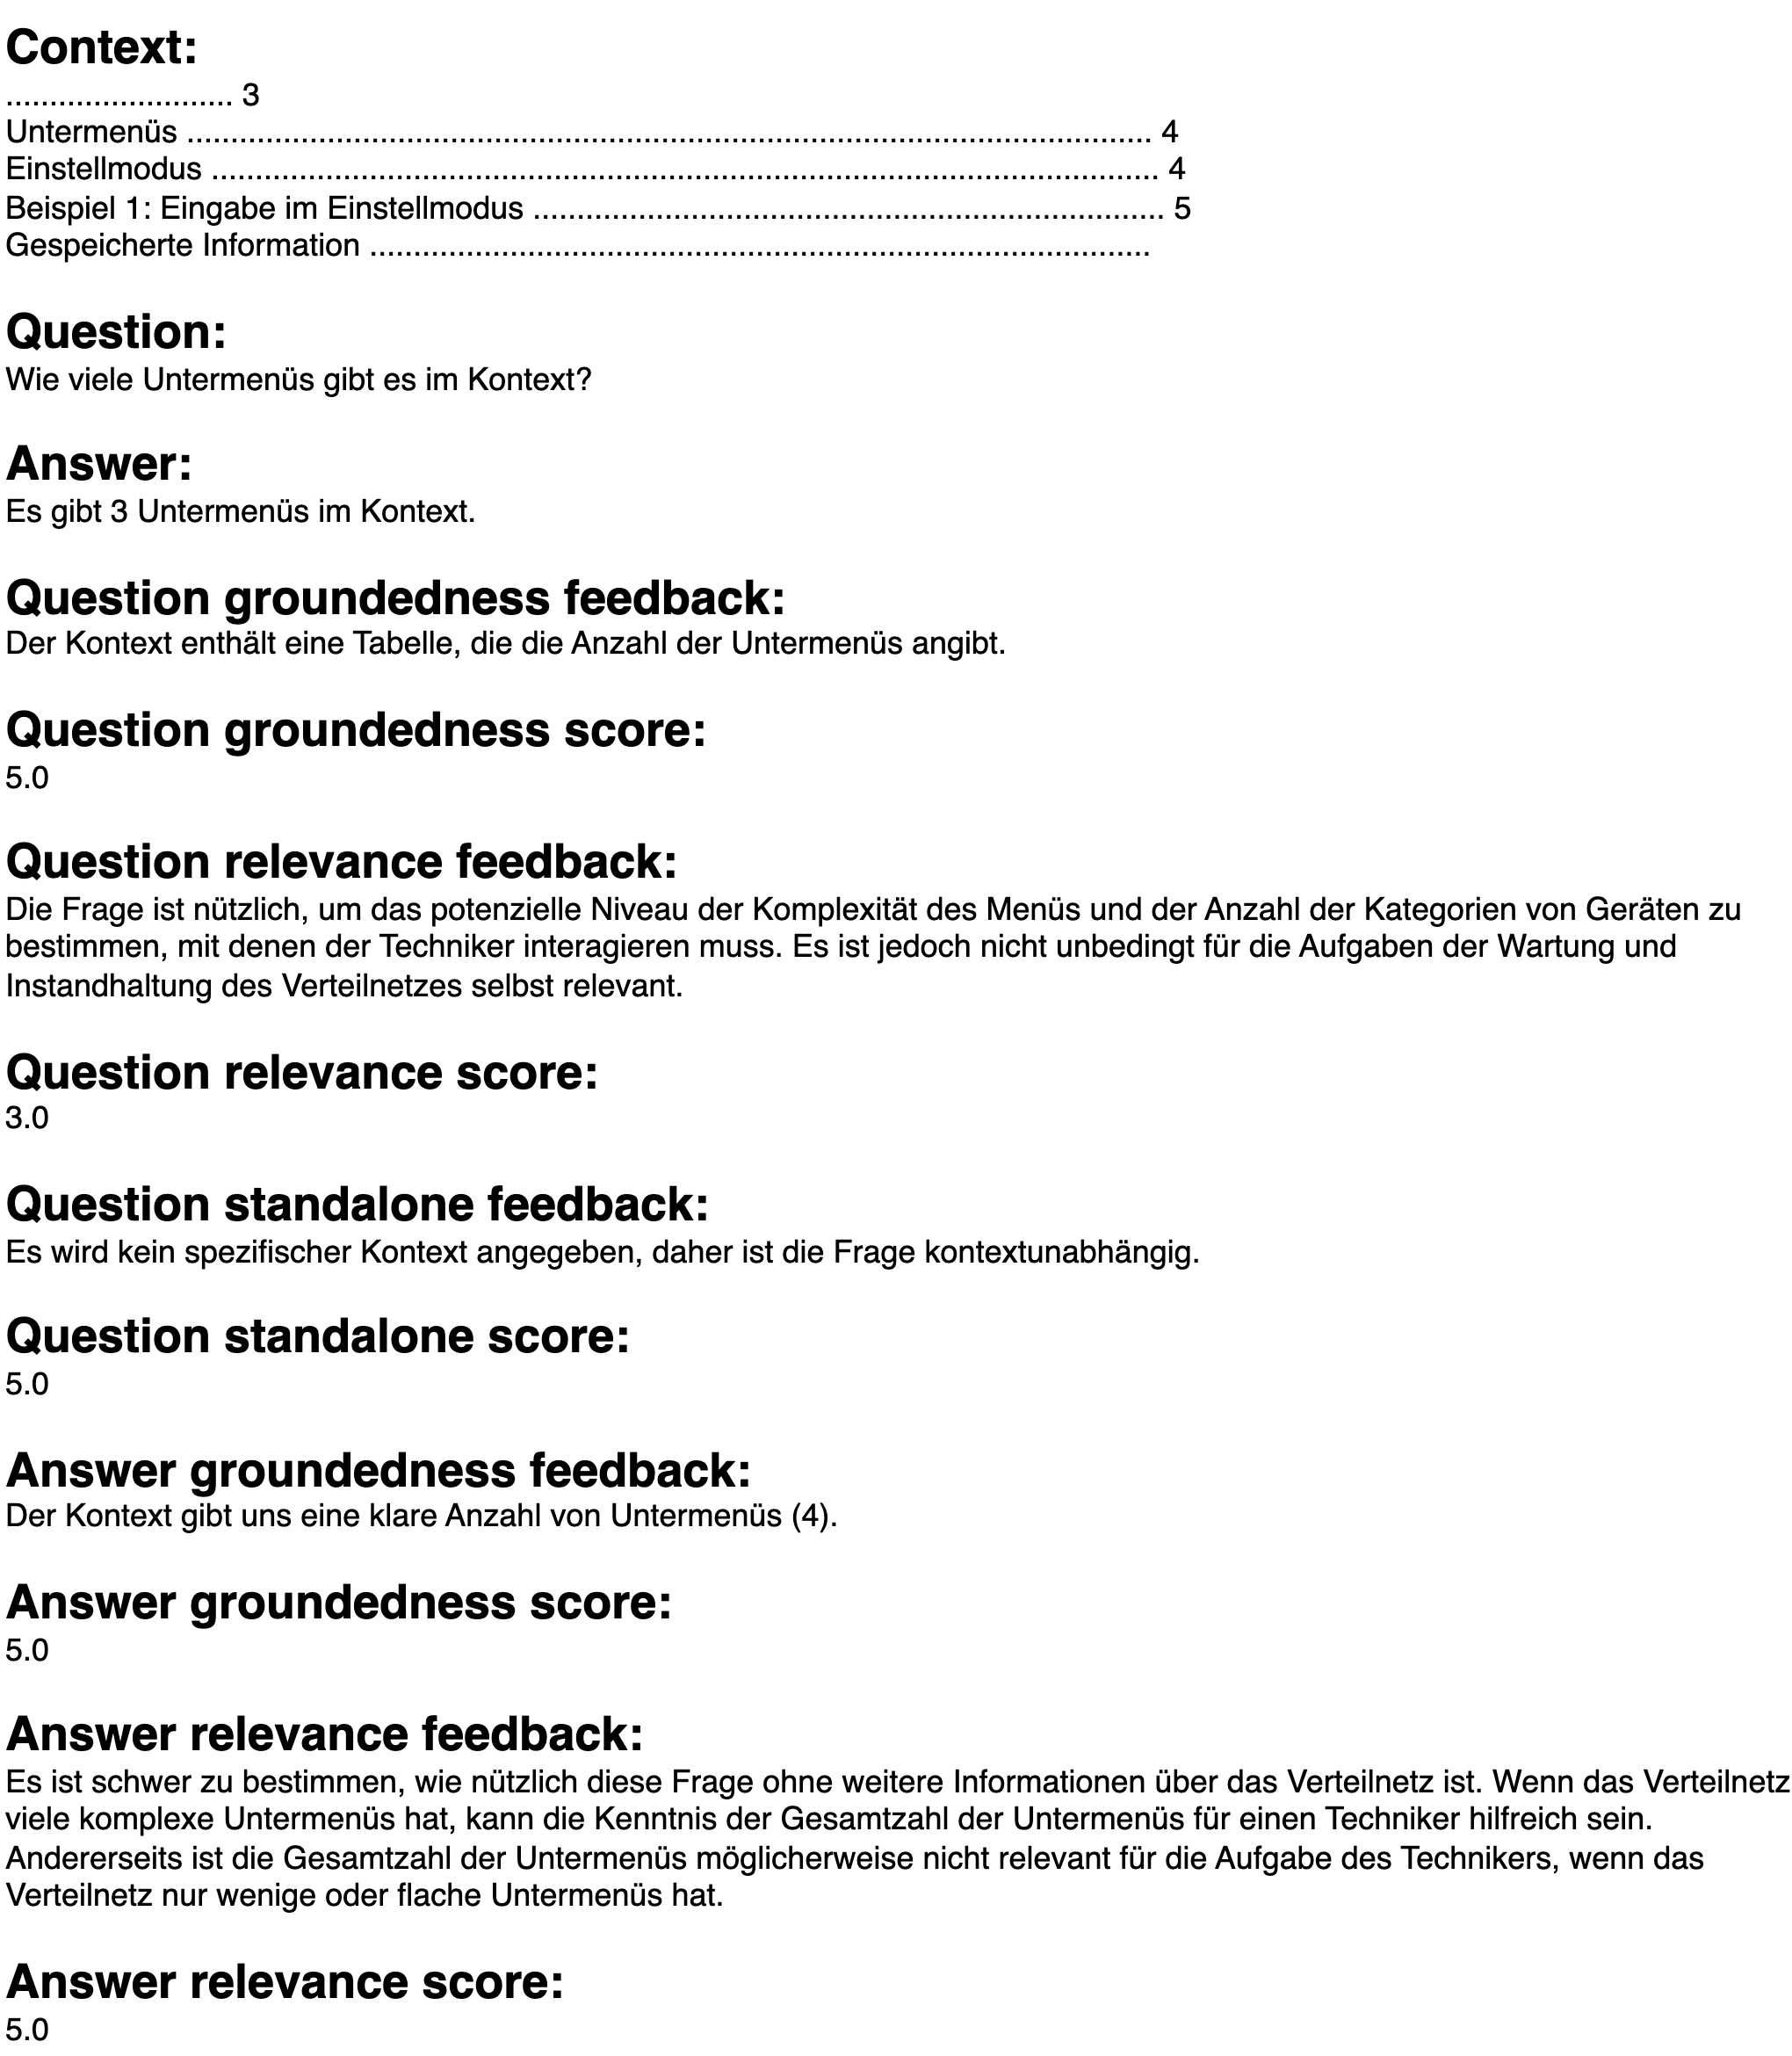 Context:
.......................... 3
Untermenüs .............................................................................................................. 4
Einstellmodus ............................................................................................................ 4
Beispiel 1: Eingabe im Einstellmodus ........................................................................... 5
Gespeicherte Information .........................................................................................
Question:
Wie viele Untermenüs gibt es im Kontext?
Answer:
Es gibt 3 Untermenüs im Kontext.
Question groundedness feedback:
Der Kontext enthält eine Tabelle, die die Anzahl der Untermenüs angibt.
Question groundedness score:
5.0
Question relevance feedback:
Die Frage ist nützlich, um das potenzielle Niveau der Komplexität des Menüs und der Anzahl der Kategorien von Geräten zu
bestimmen, mit denen der Techniker interagieren muss. Es ist jedoch nicht unbedingt für die Aufgaben der Wartung und
Instandhaltung des Verteilnetzes selbst relevant.
Question relevance score:
3.0
Question standalone feedback:
Es wird kein spezifischer Kontext angegeben, daher ist die Frage kontextunabhängig.
Question standalone score:
5.0
Answer groundedness feedback:
Der Kontext gibt uns eine klare Anzahl von Untermenüs (4).
Answer groundedness score:
5.0
Answer relevance feedback:
Es ist schwer zu bestimmen, wie nützlich diese Frage ohne weitere Informationen über das Verteilnetz ist. Wenn das Verteilnetz
viele komplexe Untermenüs hat, kann die Kenntnis der Gesamtzahl der Untermenüs für einen Techniker hilfreich sein.
Andererseits ist die Gesamtzahl der Untermenüs möglicherweise nicht relevant für die Aufgabe des Technikers, wenn das
Verteilnetz nur wenige oder flache Untermenüs hat.
Answer relevance score:
5.0